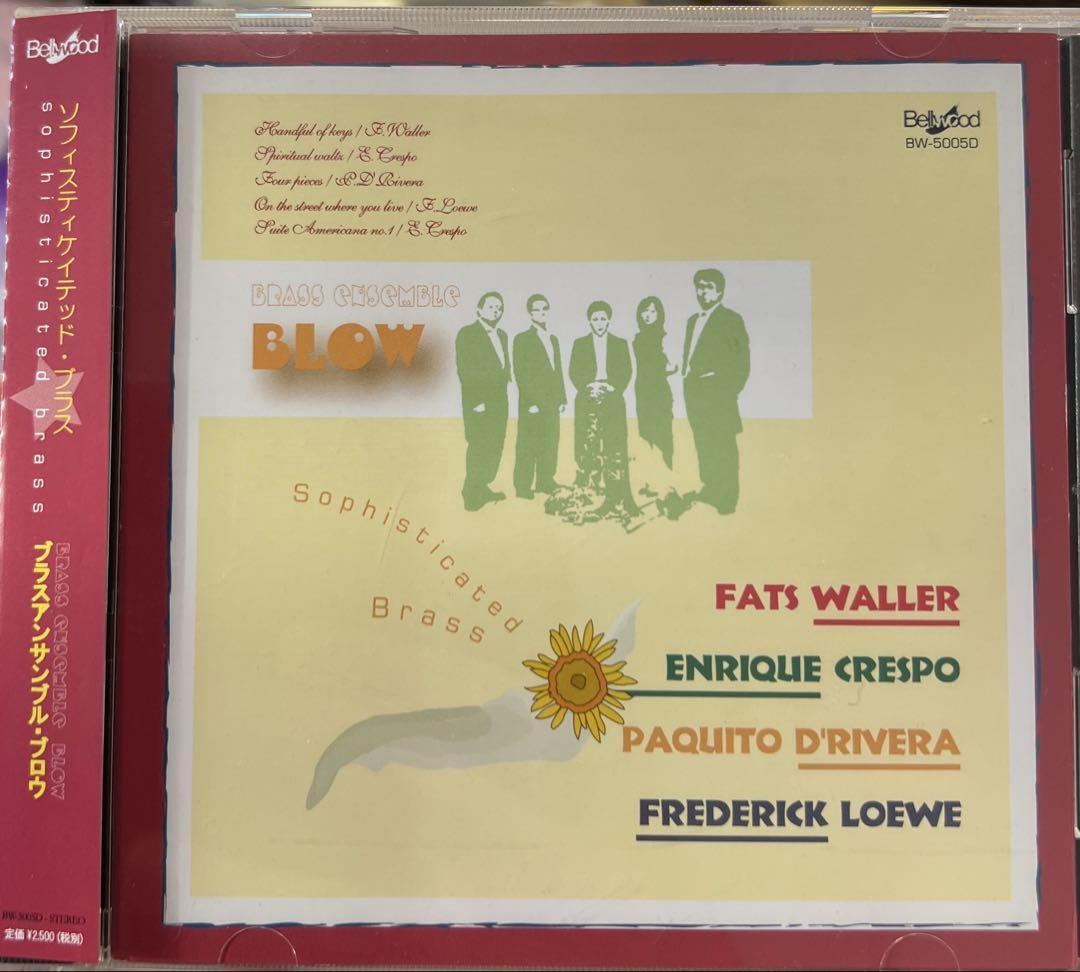 Bellwood
ソフィスティケイテッド・ブラス
sophisticated brass
BRASS ENSEMBLE BLOW
ブラスアンサンブル・ブロウ
BW-5005D・STEREO
定価 ¥2,500 (税別)
Handful of keys / F. Waller
Spiritual waltz / E. Crespo
Four pieces / P.D'Rivera
On the street where you live / F. Loewe
Suite Americana no.1 / E. Crespo
Bellwood
BW-5005D
BRASS ENSEMBLE
BLOW
Sophisticated
Brass
FATS WALLER
ENRIQUE CRESPO
PAQUITO D'RIVERA
FREDERICK LOEWE